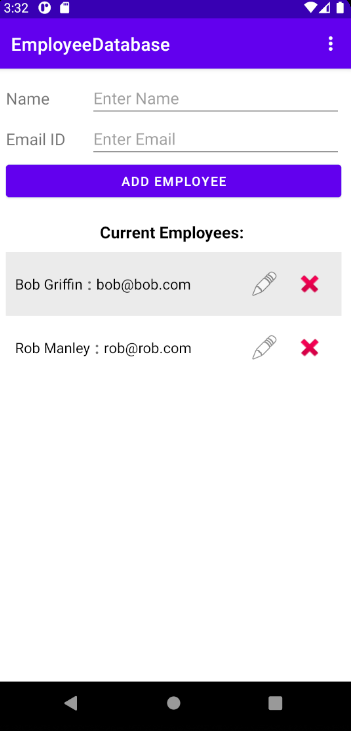 3:32
EmployeeDatabase
Name Enter Name
Email ID Enter Email
ADD EMPLOYEE
Current Employees:
Bob Griffin : bob@bob.com
Rob Manley : rob@rob.com